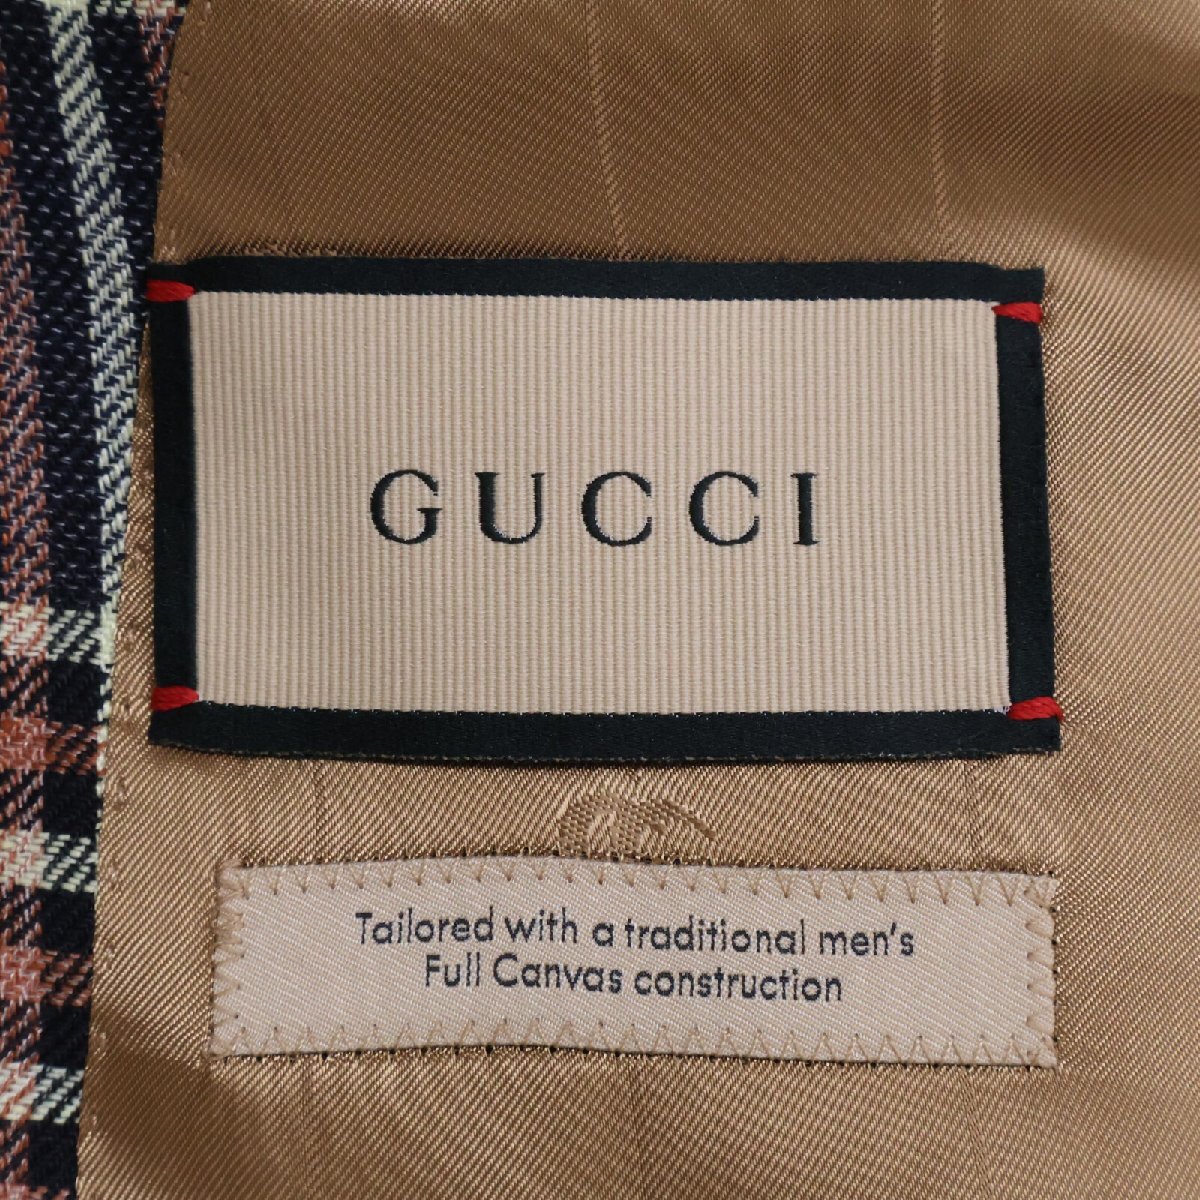 GUCCI
Tailored with a traditional men's
Full Canvas construction